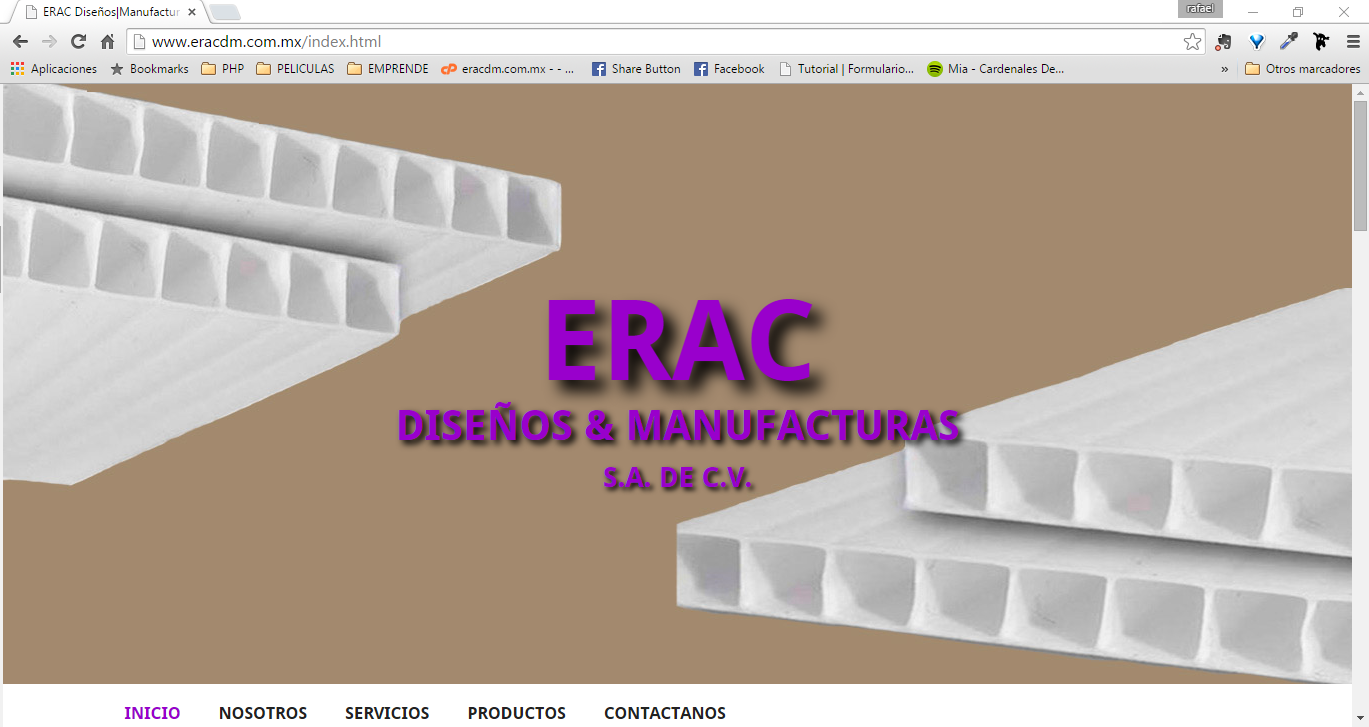 ERAC Diseños|Manufactur
rafael
www.eracdm.com.mx/index.html
Aplicaciones Bookmarks PHP PELICULAS EMPRENDE eracdm.com.mx - - ... Share Button Facebook Tutorial | Formulario... Mia - Cardenales De... » Otros marcadores
ERAC
DISEÑOS & MANUFACTURAS
S.A. DE C.V.
INICIO NOSOTROS SERVICIOS PRODUCTOS CONTACTANOS